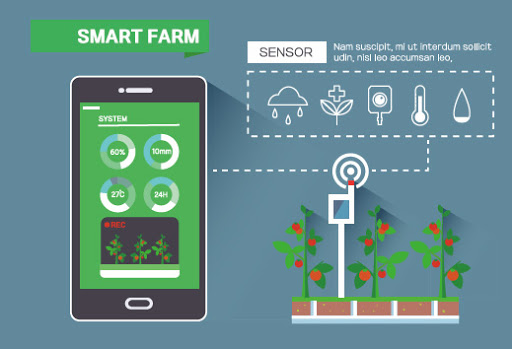 SMART FARM
SENSOR
Nam suscipit, mi ut interdum sollicit
udin, nisl leo accumsan leo,
SYSTEM
60%
10mm
27℃
24H
REC